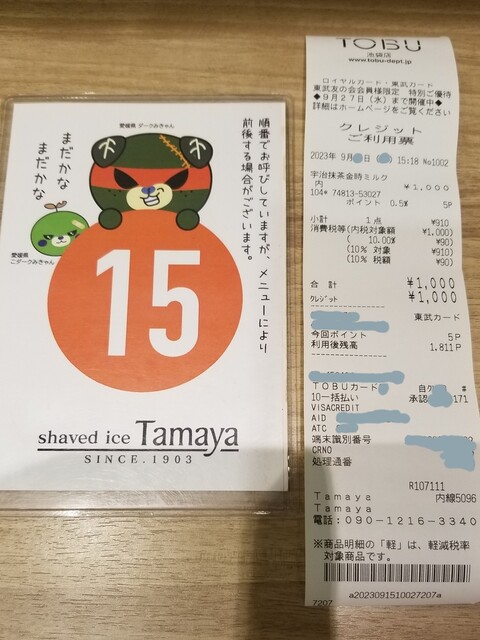 愛媛県 ダークみきゃん
まだかな
まだかな
順番でお呼びしていますが、メニューにより
前後する場合がございます。
愛媛県
こダークみきゃん
15
shaved ice Tamaya
SINCE.1903
TOBU
池袋店
www.tobu-dept.jp
ロイヤルカード・東武カード
東武友の会会員様限定 特別ご優待
◆9月27日(水)まで開催中◆
詳細はホームページをご覧ください
クレジット
ご利用票
2023年 9月 15:18 No1002
宇治抹茶金時ミルク
内 ¥1,000
104* 74813-53027
ポイント 0.5% 5P
小計 1点 ¥910
消費税等(内税対象額 ¥1,000)
( 10.00% ¥90)
(10% 対象 ¥910)
(10% 税額 ¥90)
合計 ¥1,000
クレジット ¥1,000
東武カード
今回ポイント 5P
利用後残高 1,811P
TOBUカード 自 #
10一括払い 承認 171
VISACREDIT
AID
ATC
端末識別番号
CRNO
処理通番
R107111
Tamaya 内線5096
Tamaya
電話:090-1216-3340
※商品明細の「軽」は、軽減税率
対象商品です。
a2023091510027207a
7207